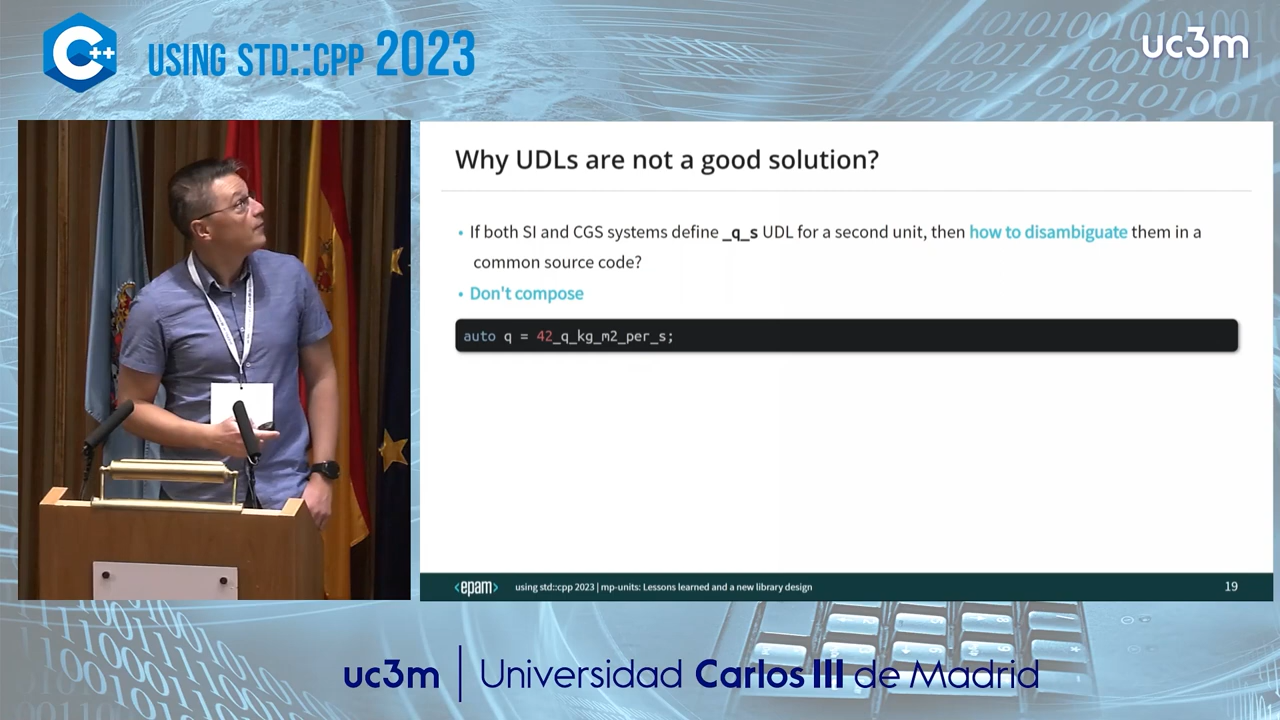 C++
USING STD::CPP 2023
uc3m
Why UDLs are not a good solution?
• If both SI and CGS systems define _q_s UDL for a second unit, then how to disambiguate them in a
common source code?
• Don't compose
auto q = 42_q_kg_m2_per_s;
<epam>
using std::cpp 2023 | mp-units: Lessons learned and a new library design
19
uc3m | Universidad Carlos III de Madrid